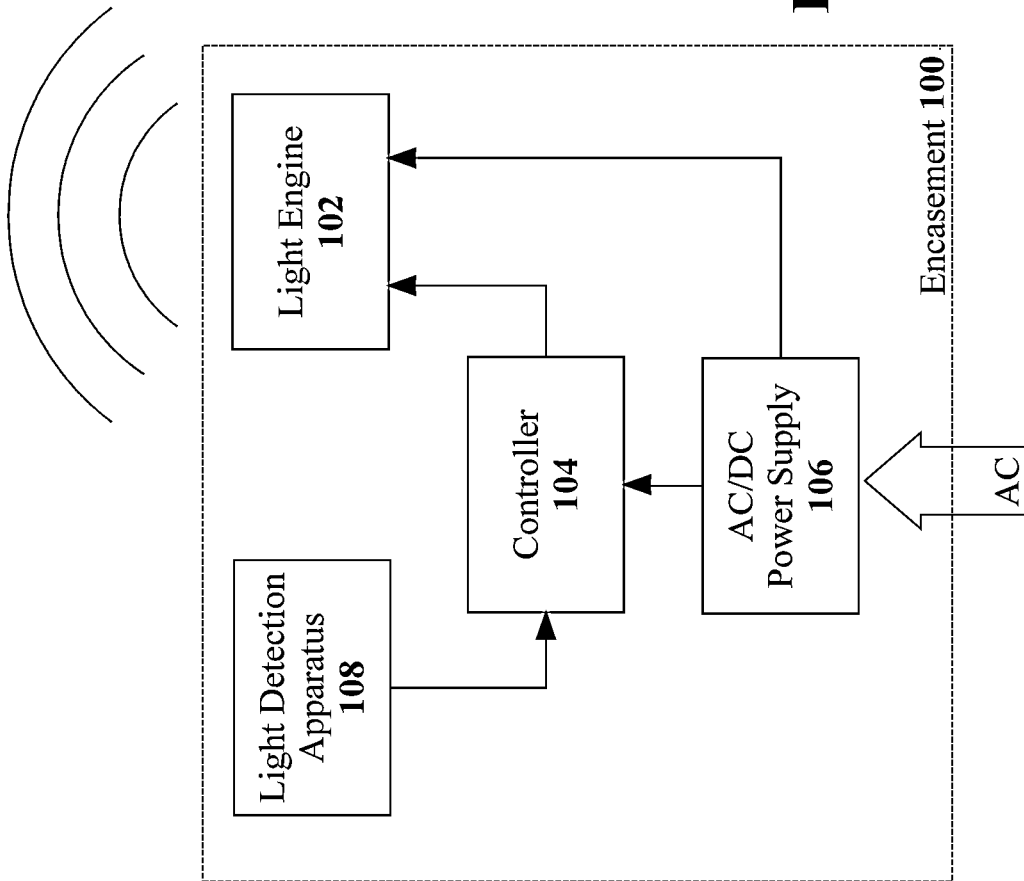 Light Detection
Apparatus
108
Controller
104
Light Engine
102
AC/DC
Power Supply
106
AC
Encasement 100